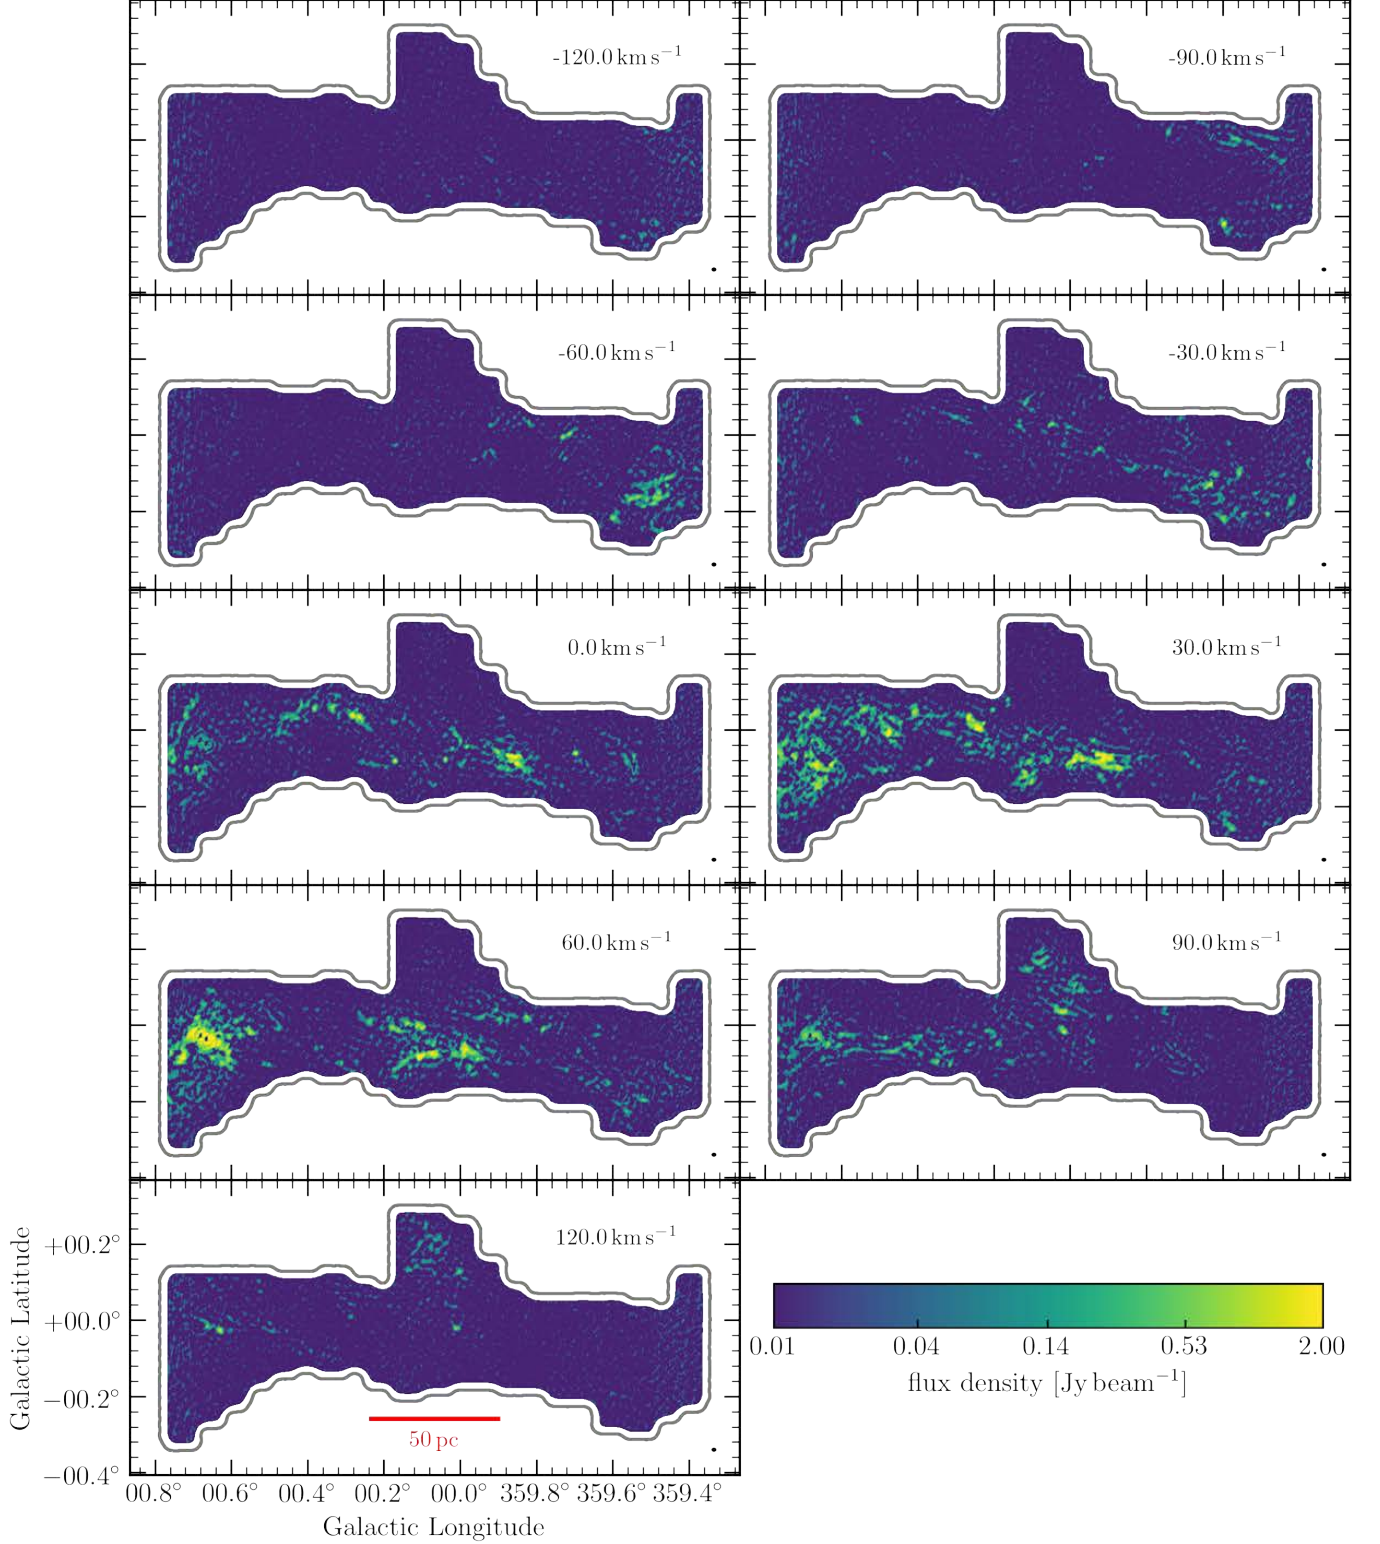 -120.0 km s⁻¹
-90.0 km s⁻¹
-60.0 km s⁻¹
-30.0 km s⁻¹
0.0 km s⁻¹
30.0 km s⁻¹
60.0 km s⁻¹
90.0 km s⁻¹
120.0 km s⁻¹
Galactic Latitude
+00.2°
+00.0°
−00.2°
−00.4°
50 pc
00.8° 00.6° 00.4° 00.2° 00.0° 359.8° 359.6° 359.4°
Galactic Longitude
0.01 0.04 0.14 0.53 2.00
flux density [Jy beam⁻¹]